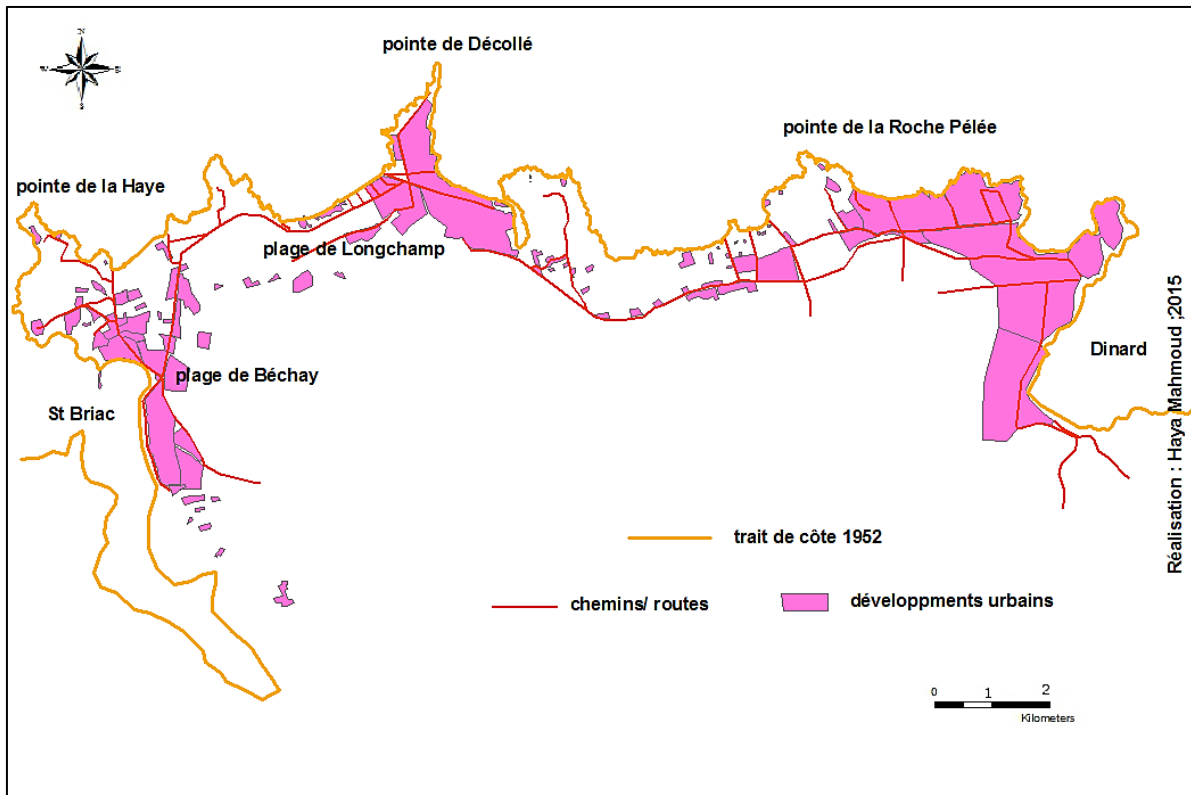 N
W
E
S
pointe de Décollé
pointe de la Roche Pélée
pointe de la Haye
plage de Longchamp
plage de Béchay
Dinard
St Briac
trait de côte 1952
chemins/ routes
développments urbains
0 1 2
Kilometers
Réalisation : Haya Mahmoud ;2015